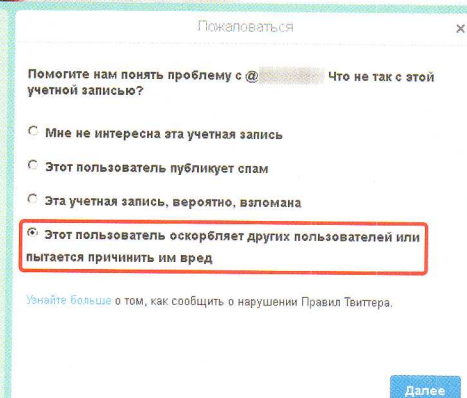 Пожаловаться
Помогите нам понять проблему с @ Что не так с этой
учетной записью?
Мне не интересна эта учетная запись
Этот пользователь публикует спам
Эта учетная запись, вероятно, взломана
Этот пользователь оскорбляет других пользователей или
пытается причинить им вред
Узнайте больше о том, как сообщить о нарушении Правил Твиттера.
Далее